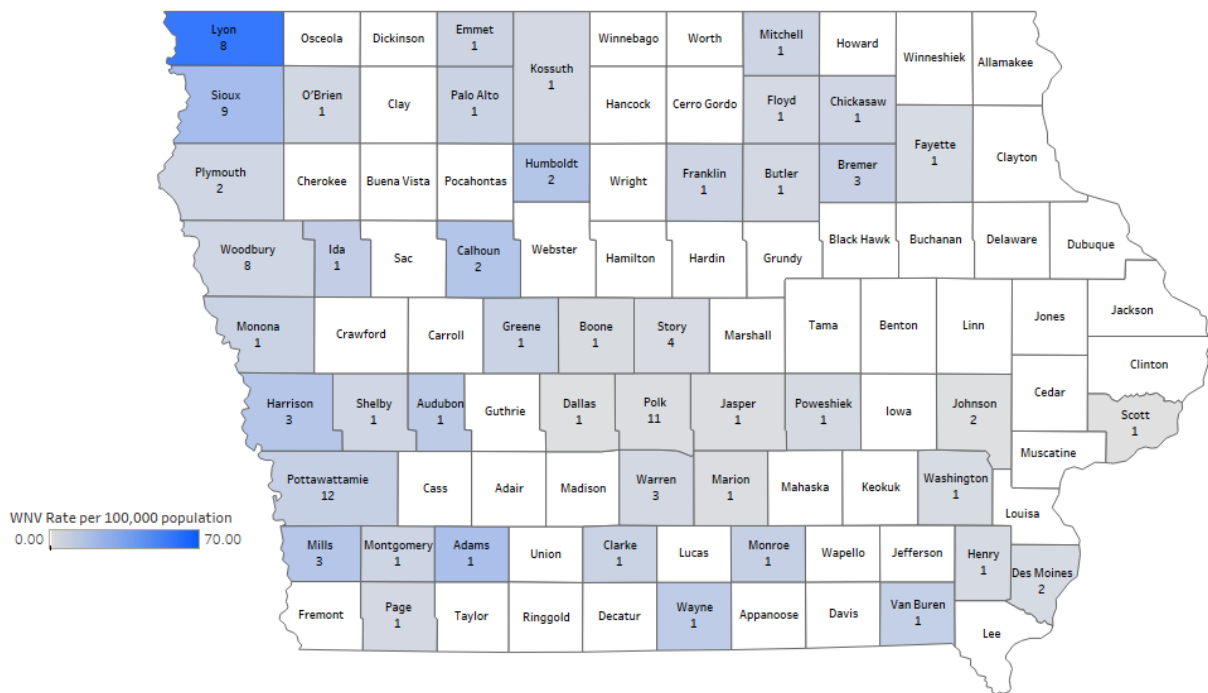 Lyon
8
Osceola
Dickinson
Emmet
1
Kossuth
1
Winnebago
Worth
Mitchell
1
Howard
Winneshiek
Allamakee
Sioux
9
O'Brien
1
Clay
Palo Alto
1
Hancock
Cerro Gordo
Floyd
1
Chickasaw
1
Fayette
1
Clayton
Plymouth
2
Cherokee
Buena Vista
Pocahontas
Humboldt
2
Wright
Franklin
1
Butler
1
Bremer
3
Woodbury
8
Ida
1
Sac
Calhoun
2
Webster
Hamilton
Hardin
Grundy
Black Hawk
Buchanan
Delaware
Dubuque
Monona
1
Crawford
Carroll
Greene
1
Boone
1
Story
4
Marshall
Tama
Benton
Linn
Jones
Jackson
Clinton
Harrison
3
Shelby
1
Audubon
1
Guthrie
Dallas
1
Polk
11
Jasper
1
Poweshiek
1
Iowa
Johnson
2
Cedar
Scott
1
Muscatine
Pottawattamie
12
Cass
Adair
Madison
Warren
3
Marion
1
Mahaska
Keokuk
Washington
1
Louisa
WNV Rate per 100,000 population
0.00 70.00
Mills
3
Montgomery
1
Adams
1
Union
Clarke
1
Lucas
Monroe
1
Wapello
Jefferson
Henry
1
Des Moines
2
Fremont
Page
1
Taylor
Ringgold
Decatur
Wayne
1
Appanoose
Davis
Van Buren
1
Lee